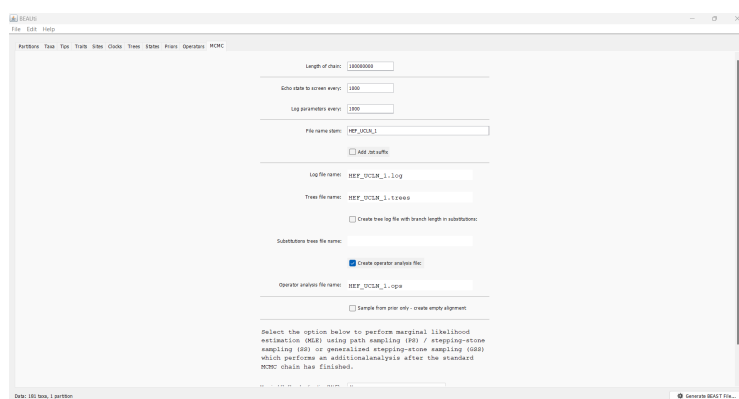 BEAUti
File Edit Help
Partitions Taxa Tips Traits Sites Clocks Trees States Priors Operators MCMC
Length of chain: 100000000
Echo state to screen every: 1000
Log parameters every: 1000
File name stem: HEF_UCLN_1
Add .txt suffix
Log file name: HEF_UCLN_1.log
Trees file name: HEF_UCLN_1.trees
Create tree log file with branch length in substitutions:
Substitutions trees file name:
Create operator analysis file:
Operator analysis file name: HEF_UCLN_1.ops
Sample from prior only - create empty alignment
Select the option below to perform marginal likelihood
estimation (MLE) using path sampling (PS) / stepping-stone
sampling (SS) or generalized stepping-stone sampling (GSS)
which performs an additionalanalysis after the standard
MCMC chain has finished.
Data: 181 taxa, 1 partition
Generate BEAST File...